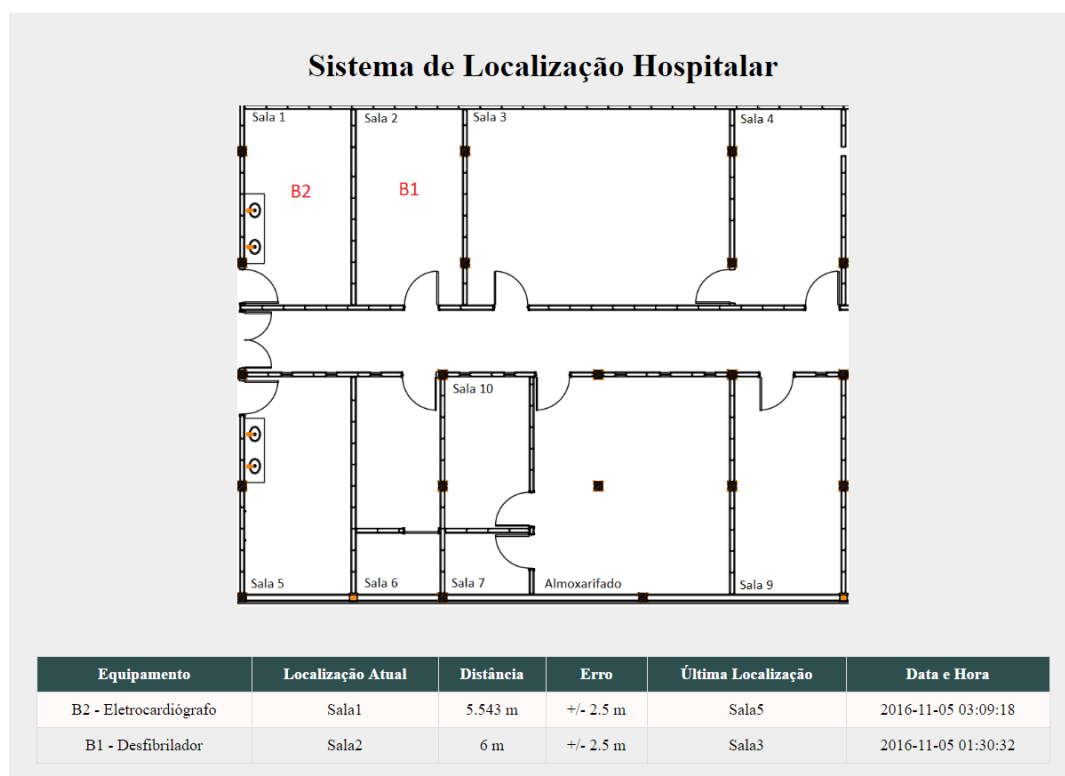 Sistema de Localização Hospitalar
Sala 1 Sala 2 Sala 3 Sala 4
B2 B1
Sala 10
Sala 5 Sala 6 Sala 7 Almoxarifado Sala 9
Equipamento Localização Atual Distância Erro Última Localização Data e Hora
B2 - Eletrocardiógrafo Sala1 5.543 m +/- 2.5 m Sala5 2016-11-05 03:09:18
B1 - Desfibrilador Sala2 6 m +/- 2.5 m Sala3 2016-11-05 01:30:32